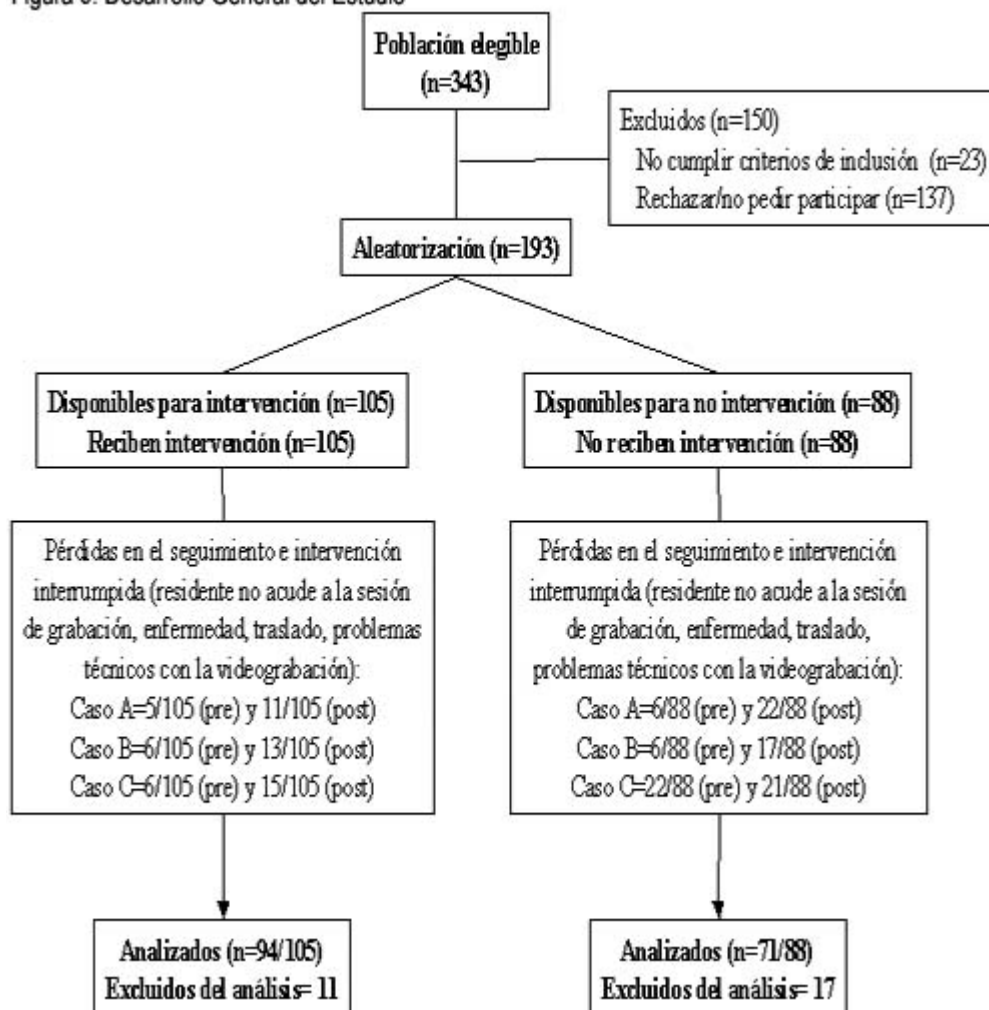 Figura 9. Desarrollo General del Estudio
Población elegible
(n=343)
Excluidos (n=150)
No cumplir criterios de inclusión (n=23)
Rechazar/no pedir participar (n=137)
Aleatorización (n=193)
Disponibles para intervención (n=105)
Reciben intervención (n=105)
Disponibles para no intervención (n=88)
No reciben intervención (n=88)
Pérdidas en el seguimiento e intervención
interrumpida (residente no acude a la sesión
de grabación, enfermedad, traslado, problemas
técnicos con la videograbación):
Caso A=5/105 (pre) y 11/105 (post)
Caso B=6/105 (pre) y 13/105 (post)
Caso C=6/105 (pre) y 15/105 (post)
Pérdidas en el seguimiento e intervención
interrumpida (residente no acude a la sesión
de grabación, enfermedad, traslado,
problemas técnicos con la videograbación):
Caso A=6/88 (pre) y 22/88 (post)
Caso B=6/88 (pre) y 17/88 (post)
Caso C=22/88 (pre) y 21/88 (post)
Analizados (n=94/105)
Excluidos del análisis= 11
Analizados (n=71/88)
Excluidos del análisis= 17